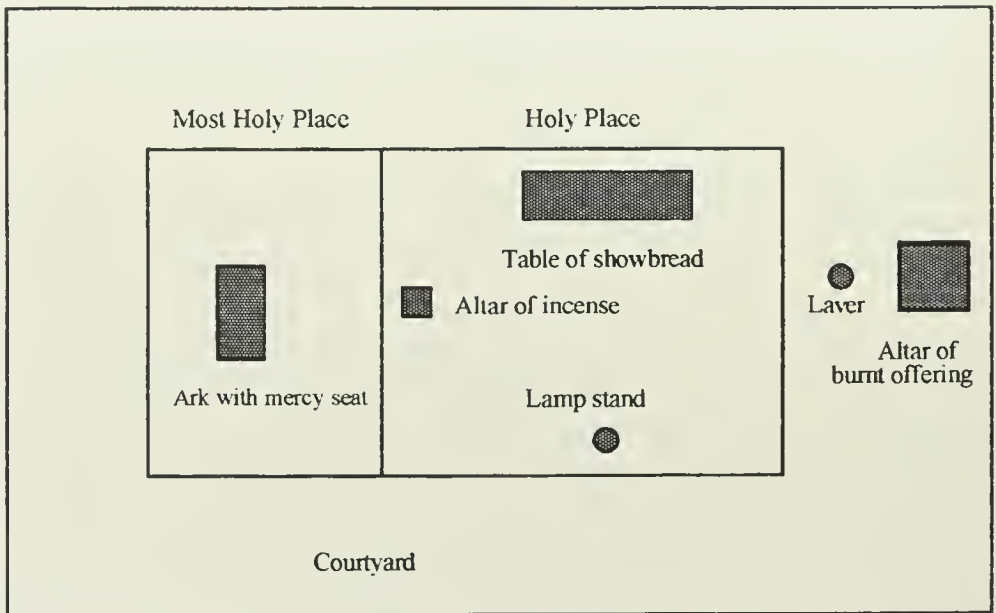 Most Holy Place
Holy Place
Table of showbread
Altar of incense
Laver
Altar of
burnt offering
Ark with mercy seat
Lamp stand
Courtyard